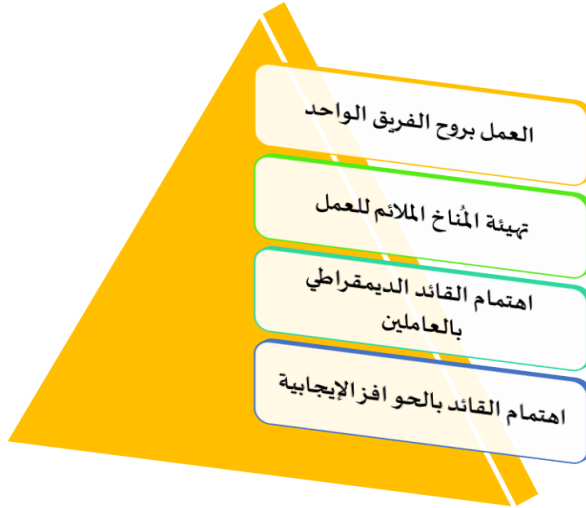 العمل بروح الفريق الواحد
تهيئة المُناخ الملائم للعمل
اهتمام القائد الديمقراطي
بالعاملين
اهتمام القائد بالحو افز الإيجابية